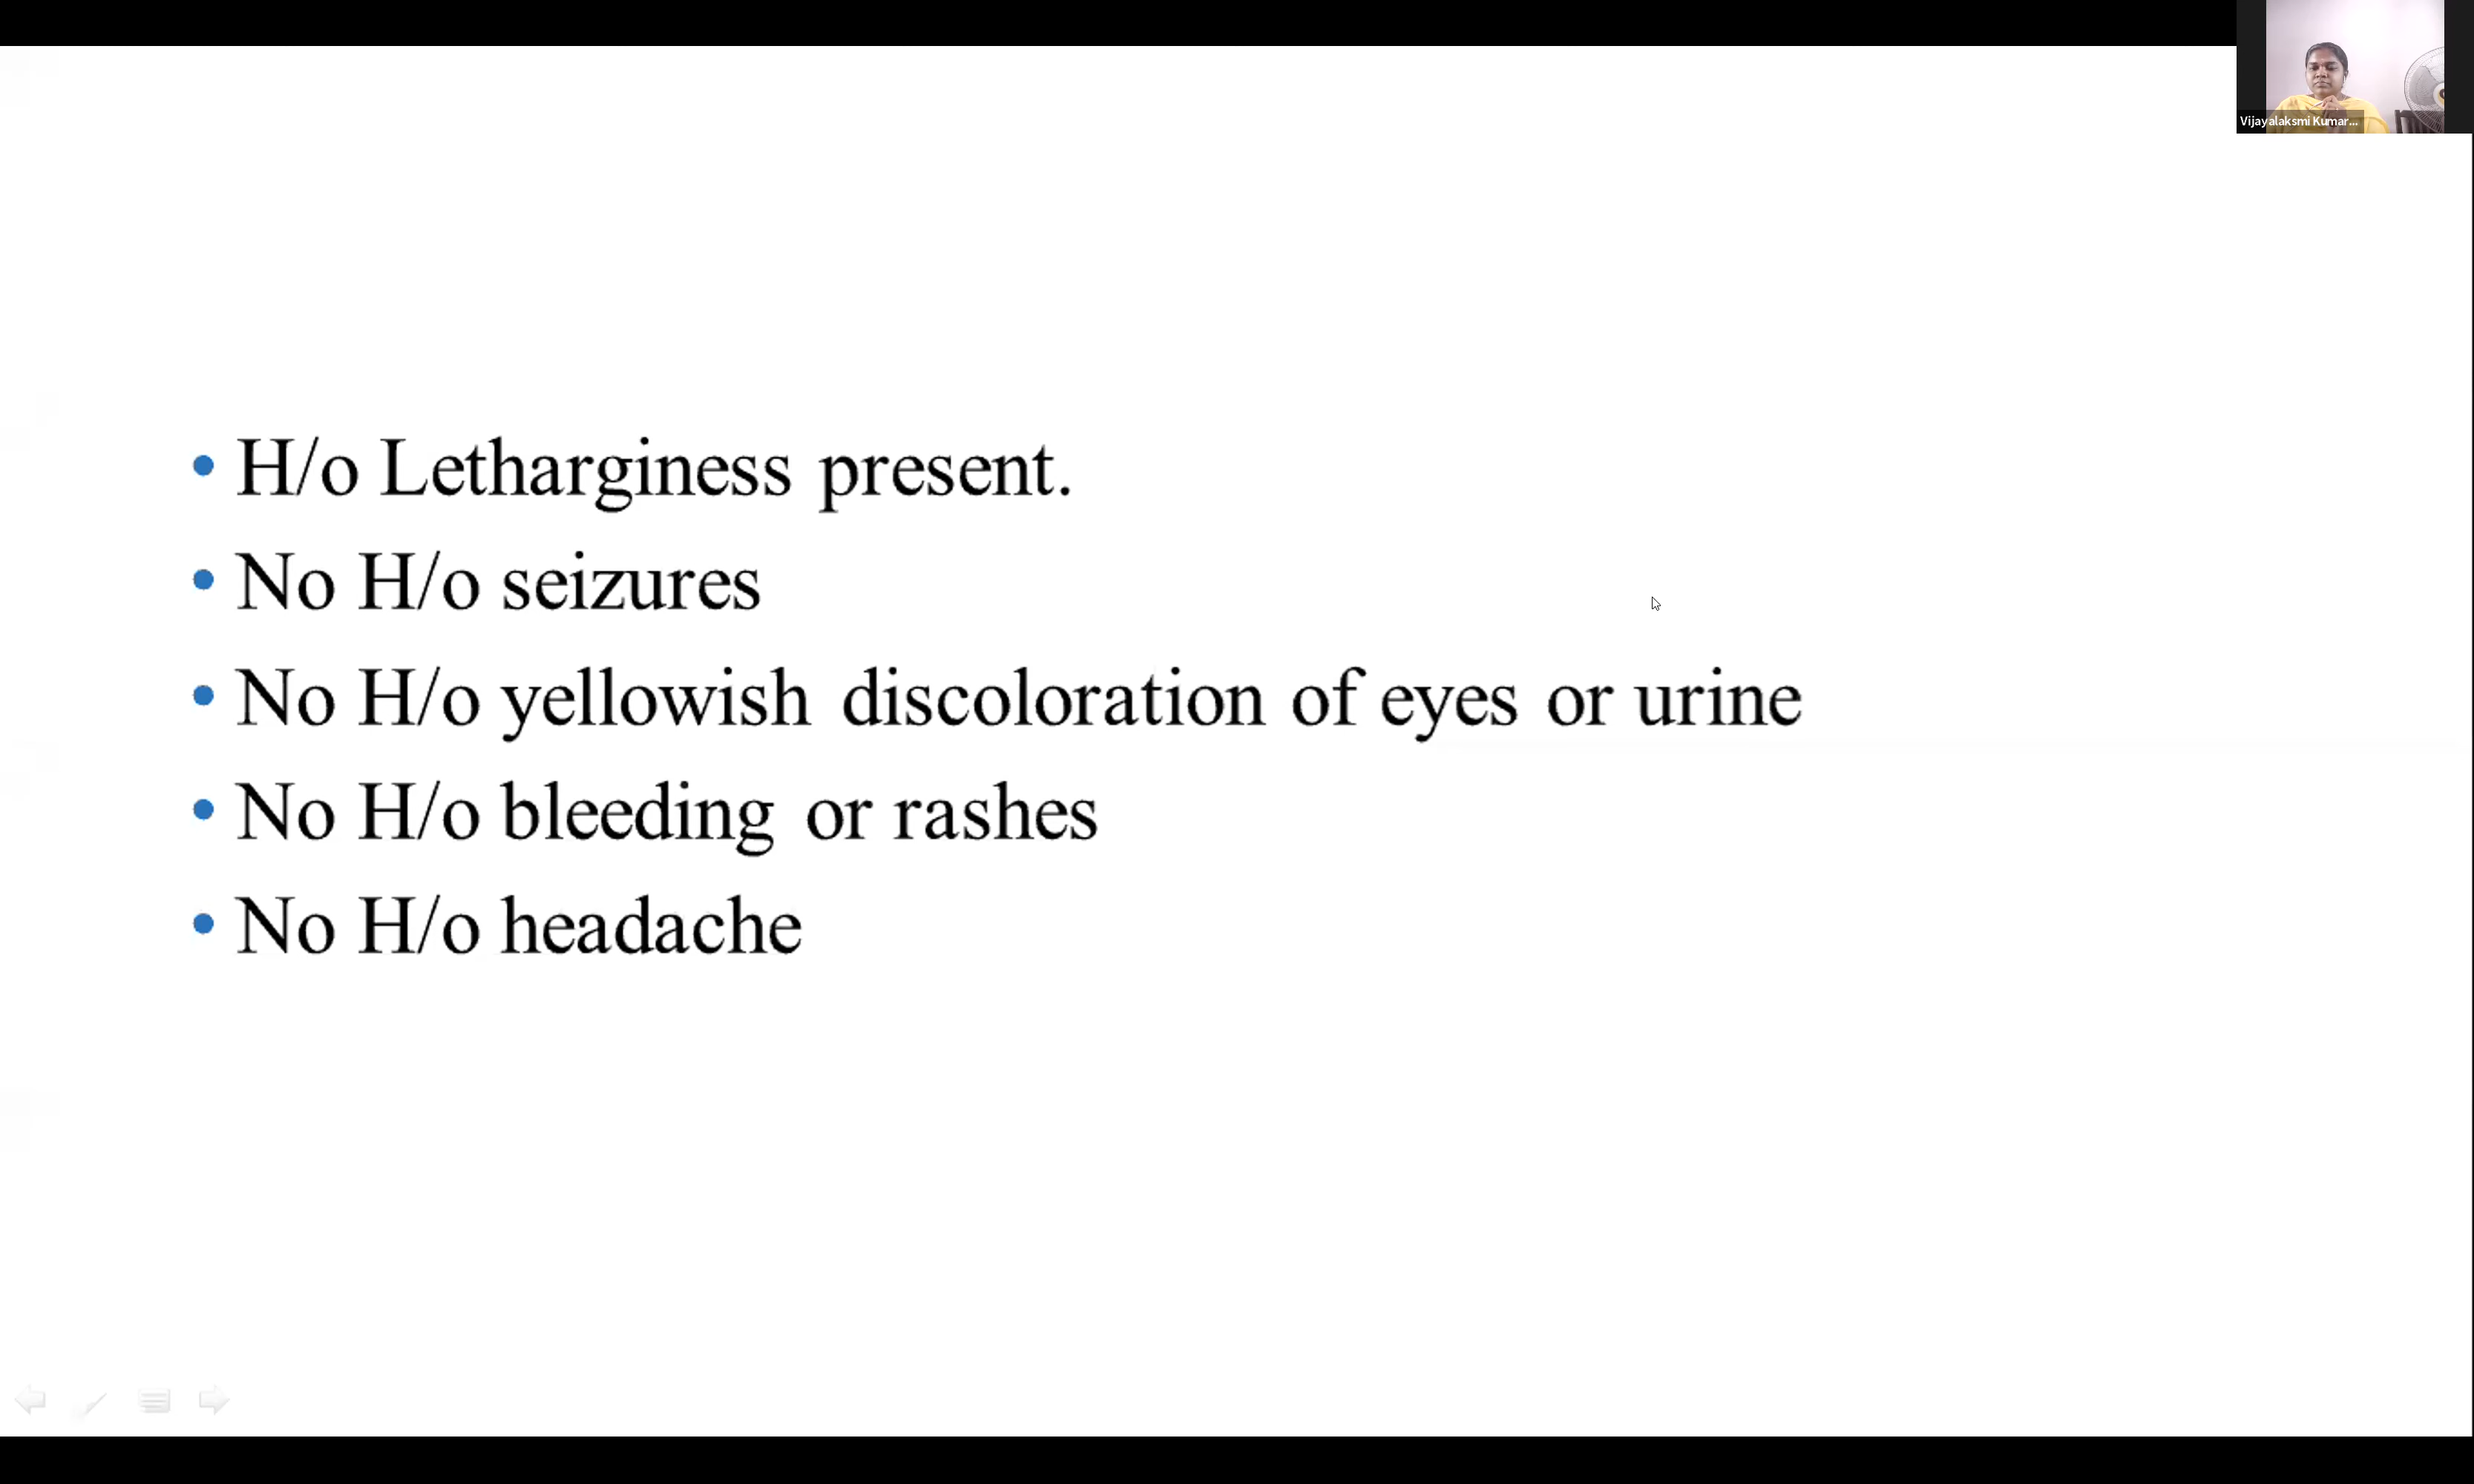 Vijayalaksmi Kumar...
• H/o Letharginess present.
• No H/o seizures
• No H/o yellowish discoloration of eyes or urine
• No H/o bleeding or rashes
• No H/o headache